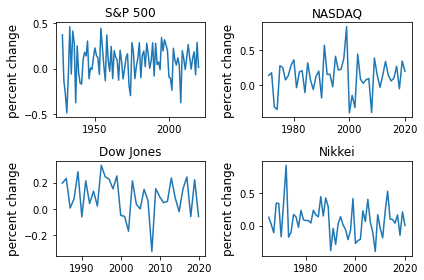 S&P 500
percent change
0.5
0.0
-0.5
1950
2000
NASDAQ
percent change
0.5
0.0
1980
2000
2020
Dow Jones
percent change
0.2
0.0
−0.2
1990
2000
2010
2020
Nikkei
percent change
0.5
0.0
1980
2000
2020